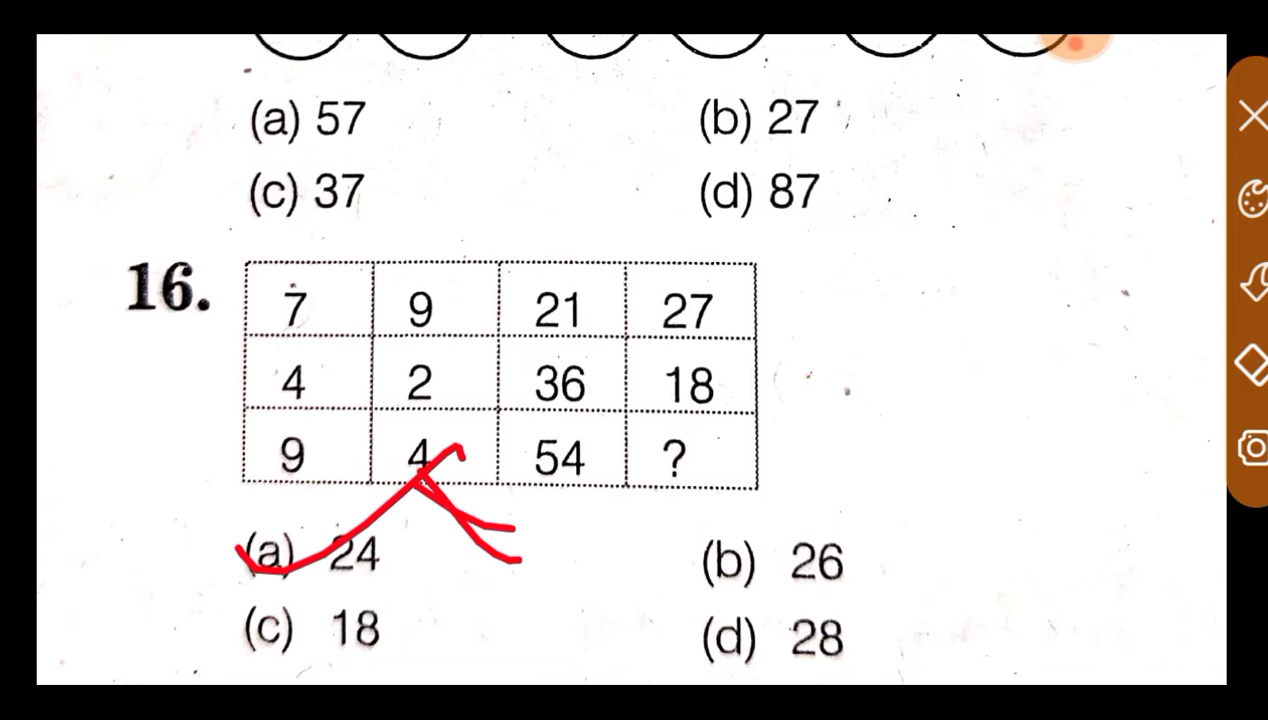 (a) 57 (b) 27
(c) 37 (d) 87
16.
7 9 21 27
4 2 36 18
9 4 54 ?
(a) 24 (b) 26
(c) 18 (d) 28